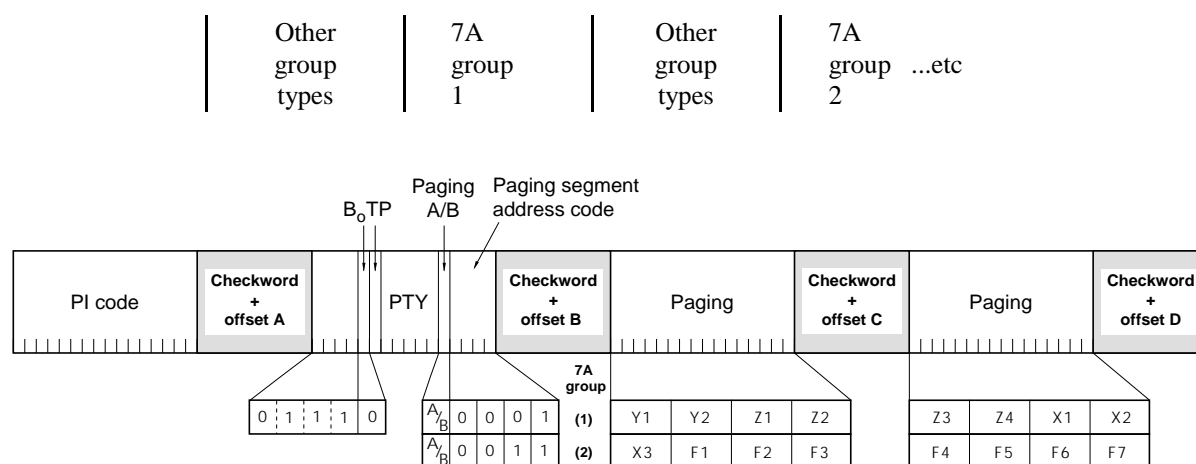 Other 7A Other 7A
group group group group ...etc
types 1 types 2
Paging Paging segment
BoTP A/B address code
PI code Checkword + offset A PTY Checkword + offset B Paging Checkword + offset C Paging Checkword + offset D
7A group
0 1 1 1 0 A/B 0 0 0 1 (1) Y1 Y2 Z1 Z2 Z3 Z4 X1 X2
A/B 0 0 1 1 (2) X3 F1 F2 F3 F4 F5 F6 F7